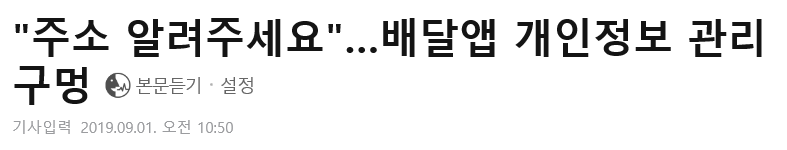 "주소 알려주세요"...배달앱 개인정보 관리
구멍 본문듣기 · 설정
기사입력 2019.09.01. 오전 10:50